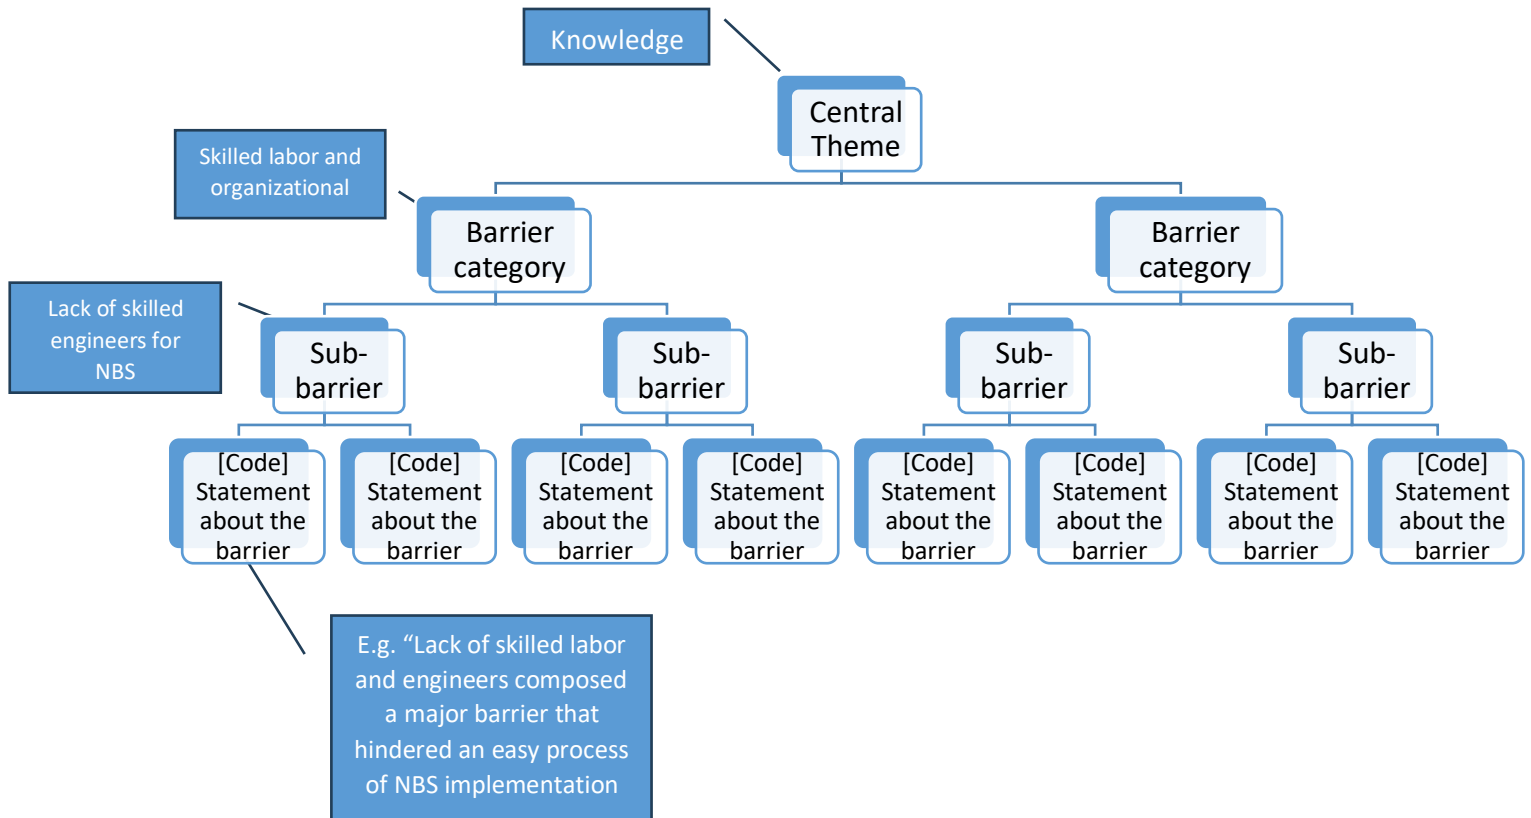 Knowledge
Central
Theme
Skilled labor and
organizational
Barrier
category
Barrier
category
Lack of skilled
engineers for
NBS
Sub-
barrier
Sub-
barrier
Sub-
barrier
Sub-
barrier
[Code]
Statement
about the
barrier
[Code]
Statement
about the
barrier
[Code]
Statement
about the
barrier
[Code]
Statement
about the
barrier
[Code]
Statement
about the
barrier
[Code]
Statement
about the
barrier
[Code]
Statement
about the
barrier
[Code]
Statement
about the
barrier
E.g. “Lack of skilled labor
and engineers composed
a major barrier that
hindered an easy process
of NBS implementation